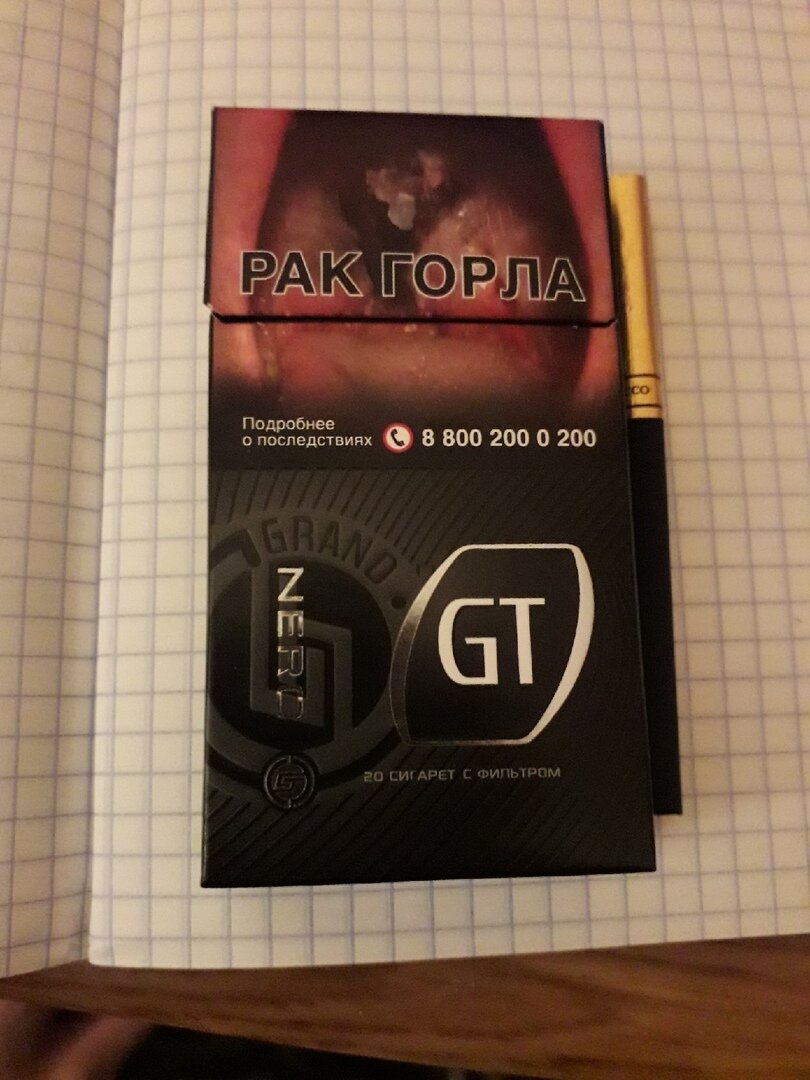 РАК ГОРЛА
Подробнее
о последствиях
8 800 200 0 200
GRAND
NERO
GT
20 СИГАРЕТ С ФИЛЬТРОМ